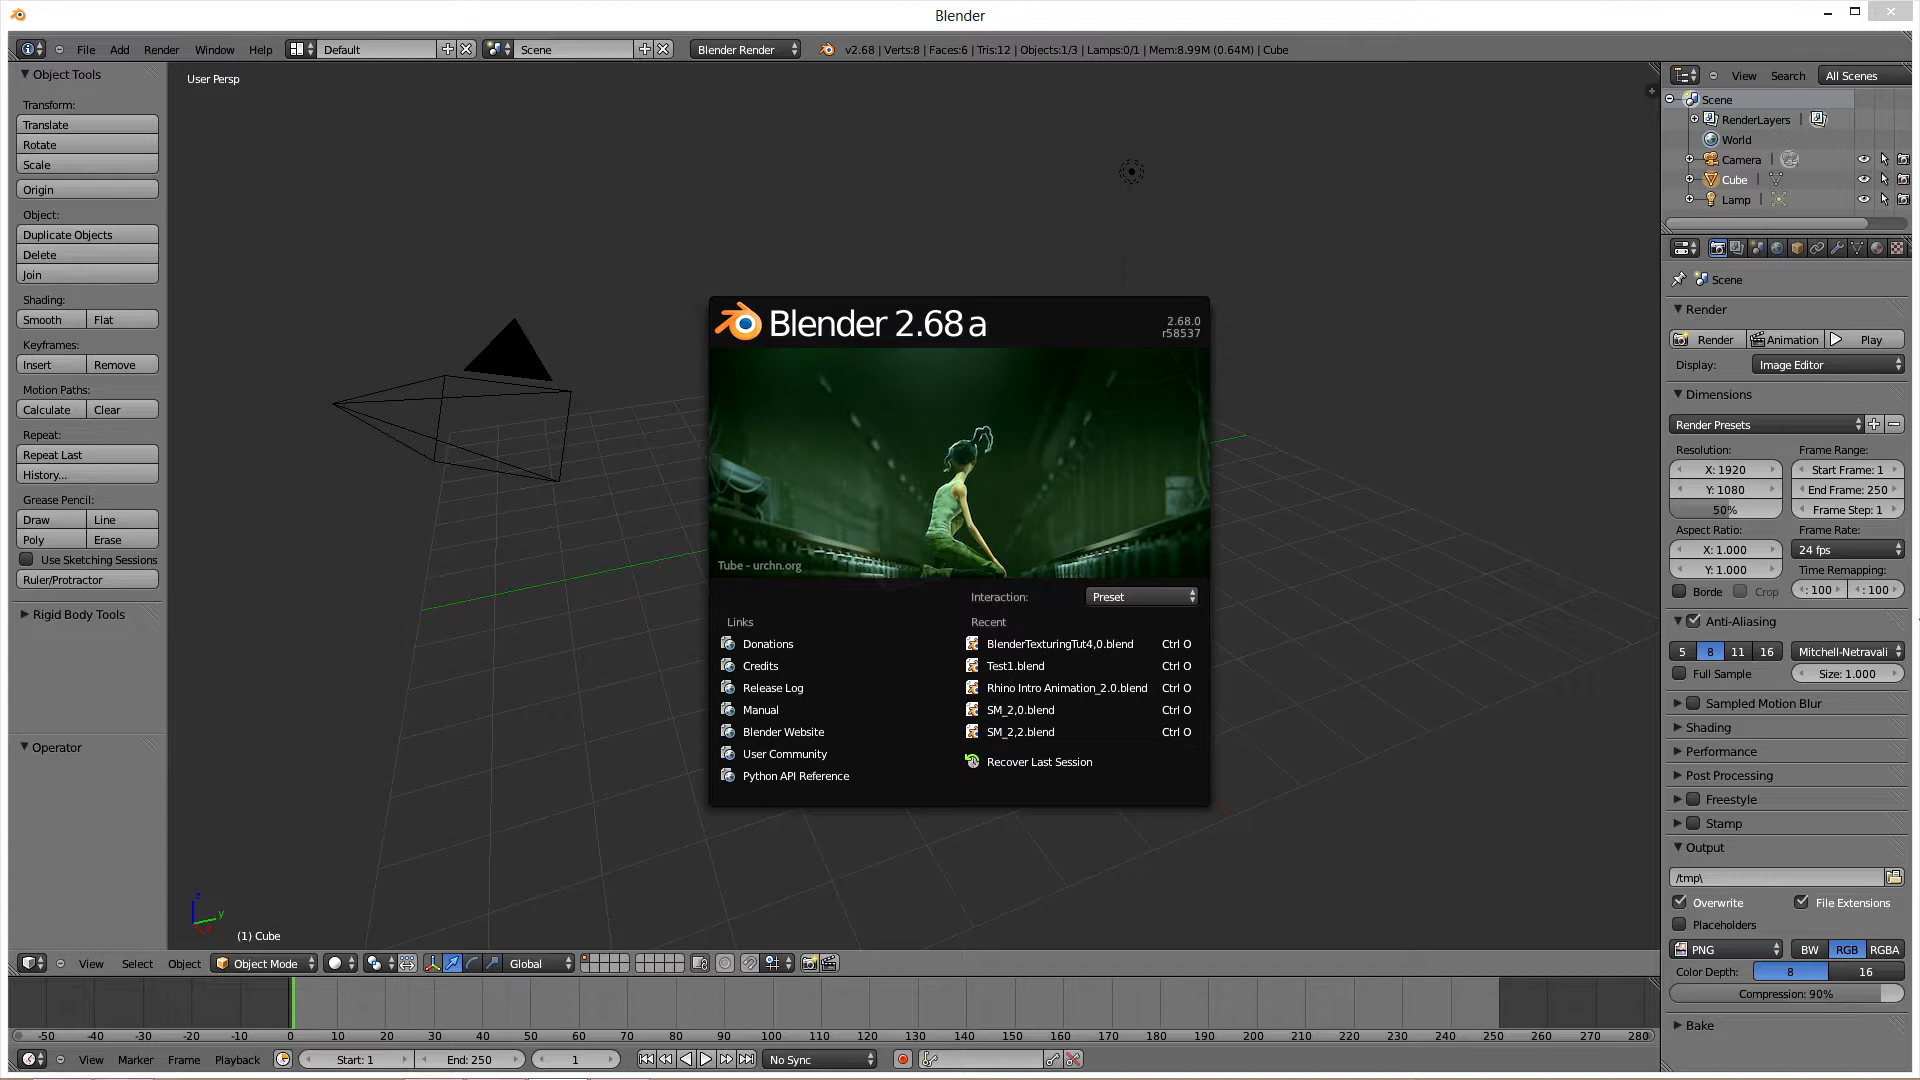 Blender
File Add Render Window Help Default Scene Blender Render v2.68 | Verts:8 | Faces:6 | Tris:12 | Objects:1/3 | Lamps:0/1 | Mem:8.99M (0.64M) | Cube
Object Tools
Transform:
Translate
Rotate
Scale
Origin
Object:
Duplicate Objects
Delete
Join
Shading:
Smooth Flat
Keyframes:
Insert Remove
Motion Paths:
Calculate Clear
Repeat:
Repeat Last
History...
Grease Pencil:
Draw Line
Poly Erase
Use Sketching Sessions
Ruler/Protractor
Rigid Body Tools
Operator
User Persp
z
y
(1) Cube
Blender 2.68 a
2.68.0
r58537
Tube - urchn.org
Interaction: Preset
Links
Donations
Credits
Release Log
Manual
Blender Website
User Community
Python API Reference
Recent
BlenderTexturingTut4,0.blend Ctrl O
Test1.blend Ctrl O
Rhino Intro Animation_2.0.blend Ctrl O
SM_2,0.blend Ctrl O
SM_2,2.blend Ctrl O
Recover Last Session
View Search All Scenes
Scene
RenderLayers |
World
Camera |
Cube |
Lamp |
Scene
Render
Render Animation Play
Display: Image Editor
Dimensions
Render Presets
Resolution: Frame Range:
X: 1920 Start Frame: 1
Y: 1080 End Frame: 250
50% Frame Step: 1
Aspect Ratio: Frame Rate:
X: 1.000 24 fps
Y: 1.000 Time Remapping:
Borde Crop : 100 : 100
Anti-Aliasing
5 8 11 16 Mitchell-Netravali
Full Sample Size: 1.000
Sampled Motion Blur
Shading
Performance
Post Processing
Freestyle
Stamp
Output
/tmp\
Overwrite File Extensions
Placeholders
PNG BW RGB RGBA
Color Depth: 8 16
Compression: 90%
Bake
View Select Object Object Mode Global
-50 -40 -30 -20 -10 0 10 20 30 40 50 60 70 80 90 100 110 120 130 140 150 160 170 180 190 200 210 220 230 240 250 260 270 280
View Marker Frame Playback Start: 1 End: 250 1 No Sync